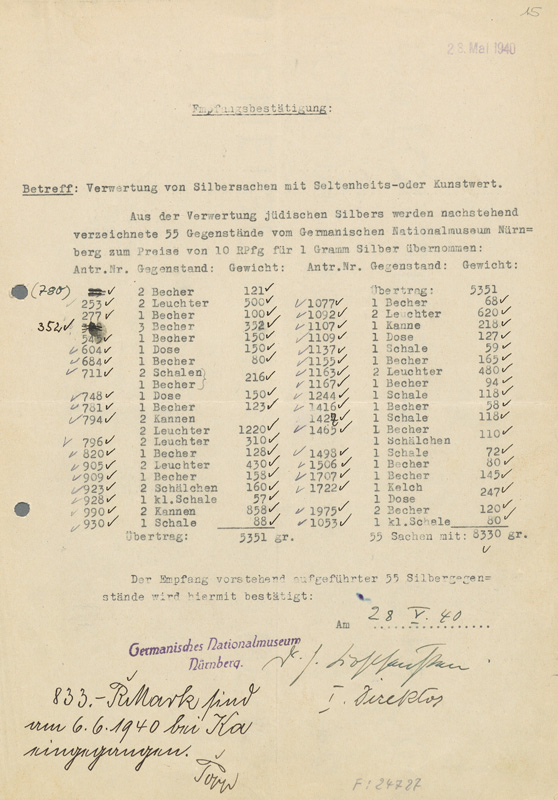 15
28. Mai 1940
Empfangsbestätigung:
Betreff: Verwertung von Silbersachen mit Seltenheits-oder Kunstwert.
Aus der Verwertung jüdischen Silbers werden nachstehend
verzeichnete 55 Gegenstände vom Germanischen Nationalmuseum Nürn=
berg zum Preise von 10 RPfg für 1 Gramm Silber übernommen:
Antr.Nr. Gegenstand: Gewicht: Antr.Nr. Gegenstand: Gewicht:
(780) 2 Becher 121 Übertrag: 5351
253 2 Leuchter 500 1077 1 Becher 68
277 1 Becher 100 1092 2 Leuchter 620
352 3 Becher 352 1107 1 Kanne 218
1 Becher 150 1109 1 Dose 127
604 1 Dose 150 1137 1 Schale 59
684 1 Becher 80 1155 1 Becher 165
711 2 Schalen 216 1163 2 Leuchter 480
1 Becher 1167 1 Becher 94
748 1 Dose 150 1244 1 Schale 118
781 1 Becher 123 1416 1 Becher 58
794 2 Kannen 1 Schale 118
2 Leuchter 1220 1465 1 Becher 110
796 2 Leuchter 310 1 Schälchen
820 1 Becher 128 1498 1 Schale 72
905 2 Leuchter 430 1506 1 Becher 80
909 1 Becher 158 1707 1 Becher 145
923 2 Schälchen 160 1722 1 Kelch 247
928 1 kl.Schale 57 1 Dose
990 2 Kannen 858 1975 2 Becher 120
930 1 Schale 88 1053 1 kl.Schale 80
Übertrag: 5351 gr. 55 Sachen mit: 8330 gr.
Der Empfang vorstehend aufgeführter 55 Silbergegen=
stände wird hiermit bestätigt:
Am 28 V. 40
Germanisches Nationalmuseum
Nürnberg.
I. Direktor
833.- RMark sind
am 6.6.1940 bei Ka
eingegangen.
Topp
F: 24727